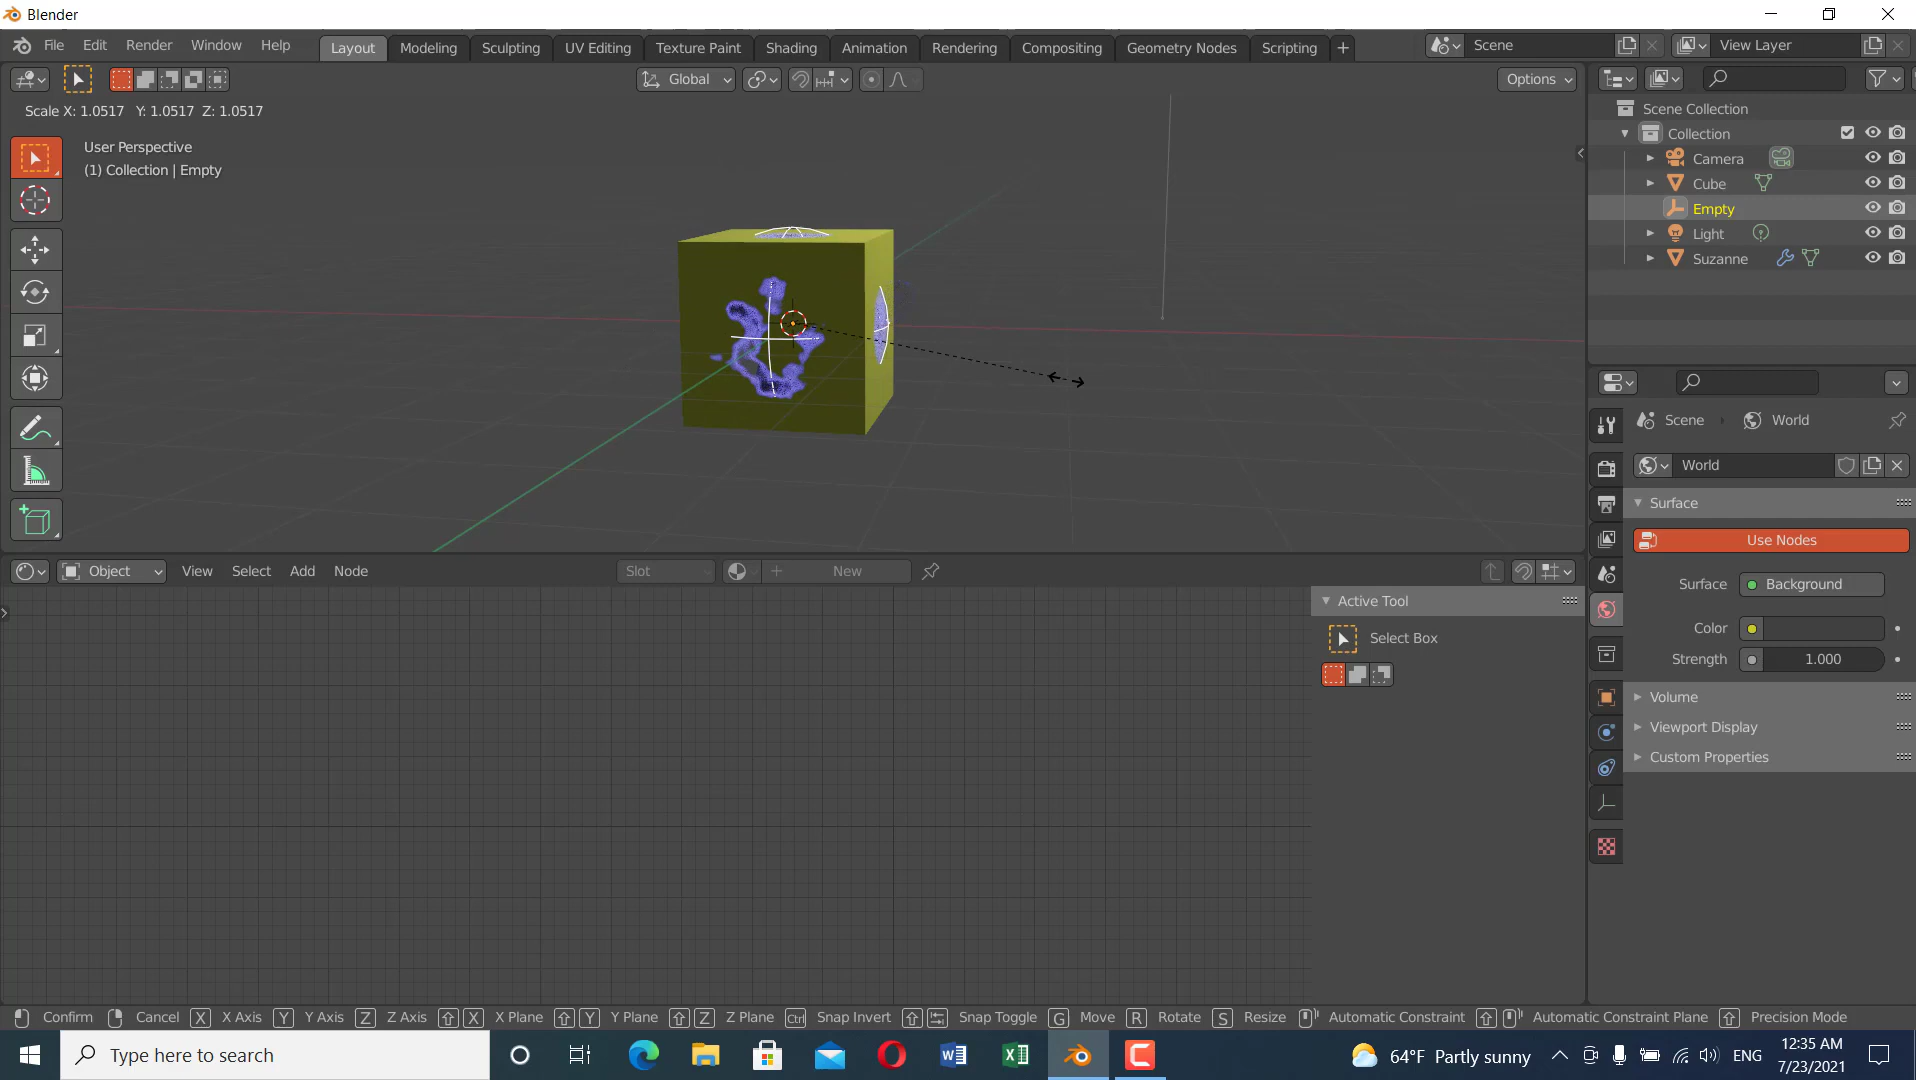 Blender
File Edit Render Window Help
Layout Modeling Sculpting UV Editing Texture Paint Shading Animation Rendering Compositing Geometry Nodes Scripting +
Scene View Layer
Global
Options
Scale X: 1.0517 Y: 1.0517 Z: 1.0517
User Perspective
(1) Collection | Empty
Scene Collection
Collection
Camera
Cube
Empty
Light
Suzanne
Scene › World
World
Surface
Use Nodes
Surface Background
Color
Strength 1.000
Volume
Viewport Display
Custom Properties
Object View Select Add Node
Slot New
Active Tool
Select Box
Confirm Cancel X X Axis Y Y Axis Z Z Axis X X Plane Y Y Plane Z Z Plane Ctrl Snap Invert Snap Toggle G Move R Rotate S Resize Automatic Constraint Automatic Constraint Plane Precision Mode
Type here to search
64°F Partly sunny
ENG
12:35 AM
7/23/2021